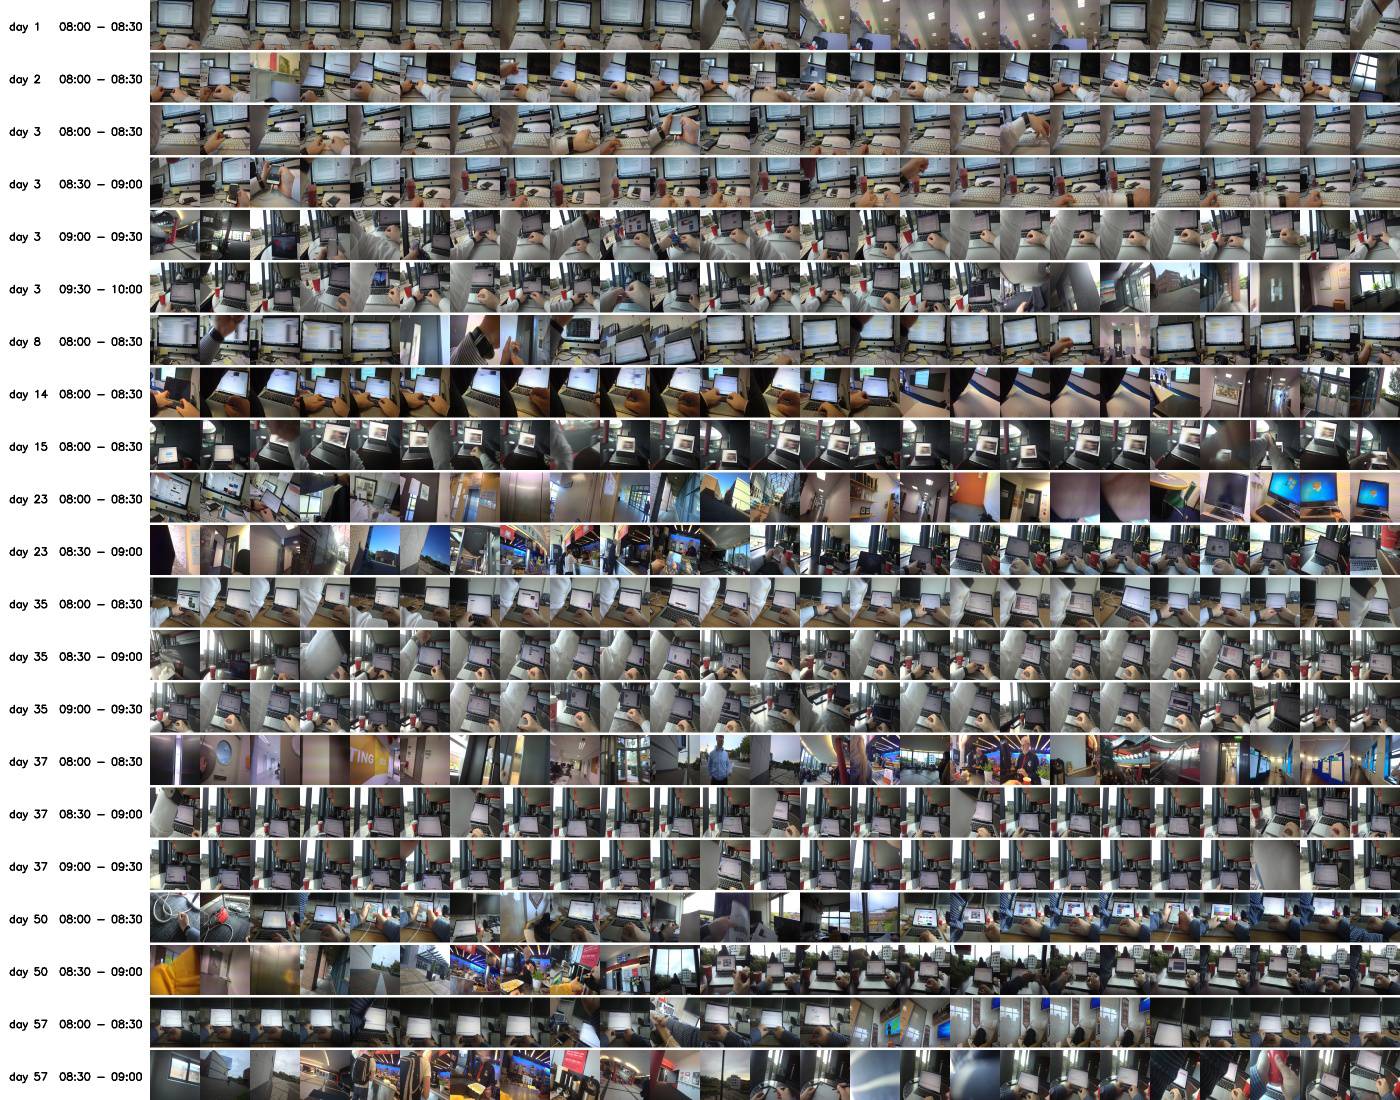 day 1 08:00 – 08:30
day 2 08:00 – 08:30
day 3 08:00 – 08:30
day 3 08:30 – 09:00
day 3 09:00 – 09:30
day 3 09:30 – 10:00
day 8 08:00 – 08:30
day 14 08:00 – 08:30
day 15 08:00 – 08:30
day 23 08:00 – 08:30
day 23 08:30 – 09:00
day 35 08:00 – 08:30
day 35 08:30 – 09:00
day 35 09:00 – 09:30
day 37 08:00 – 08:30
TING
day 37 08:30 – 09:00
day 37 09:00 – 09:30
day 50 08:00 – 08:30
day 50 08:30 – 09:00
day 57 08:00 – 08:30
day 57 08:30 – 09:00